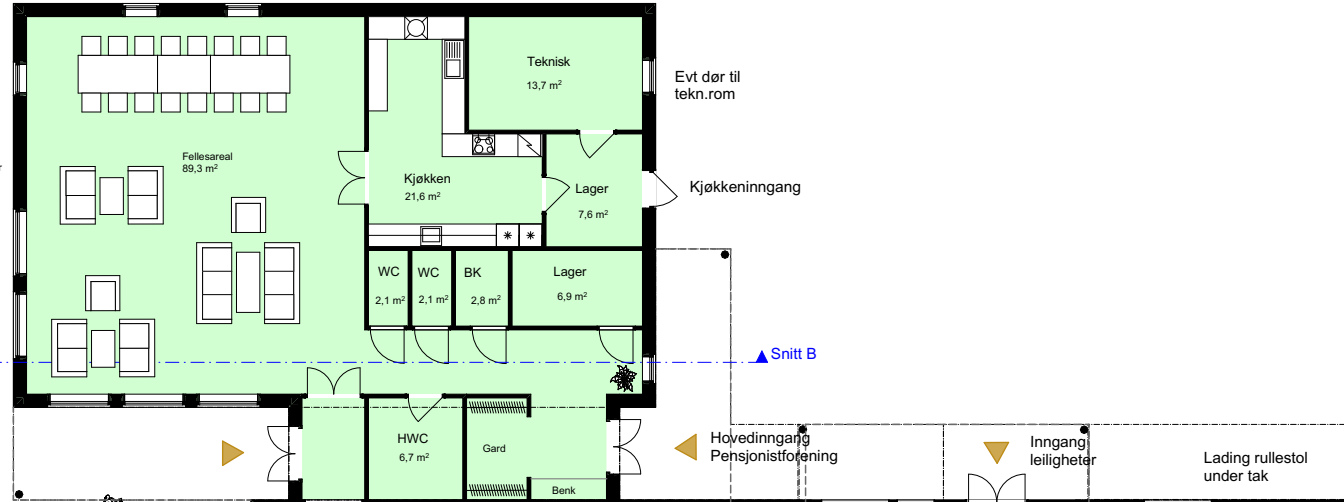 Teknisk
13,7 m²
Evt dør til
tekn.rom
Fellesareal
89,3 m²
Kjøkken
21,6 m²
Lager
7,6 m²
Kjøkkeninngang
WC
2,1 m²
WC
2,1 m²
BK
2,8 m²
Lager
6,9 m²
Snitt B
HWC
6,7 m²
Gard
Benk
Hovedinngang
Pensjonistforening
Inngang
leiligheter
Lading rullestol
under tak